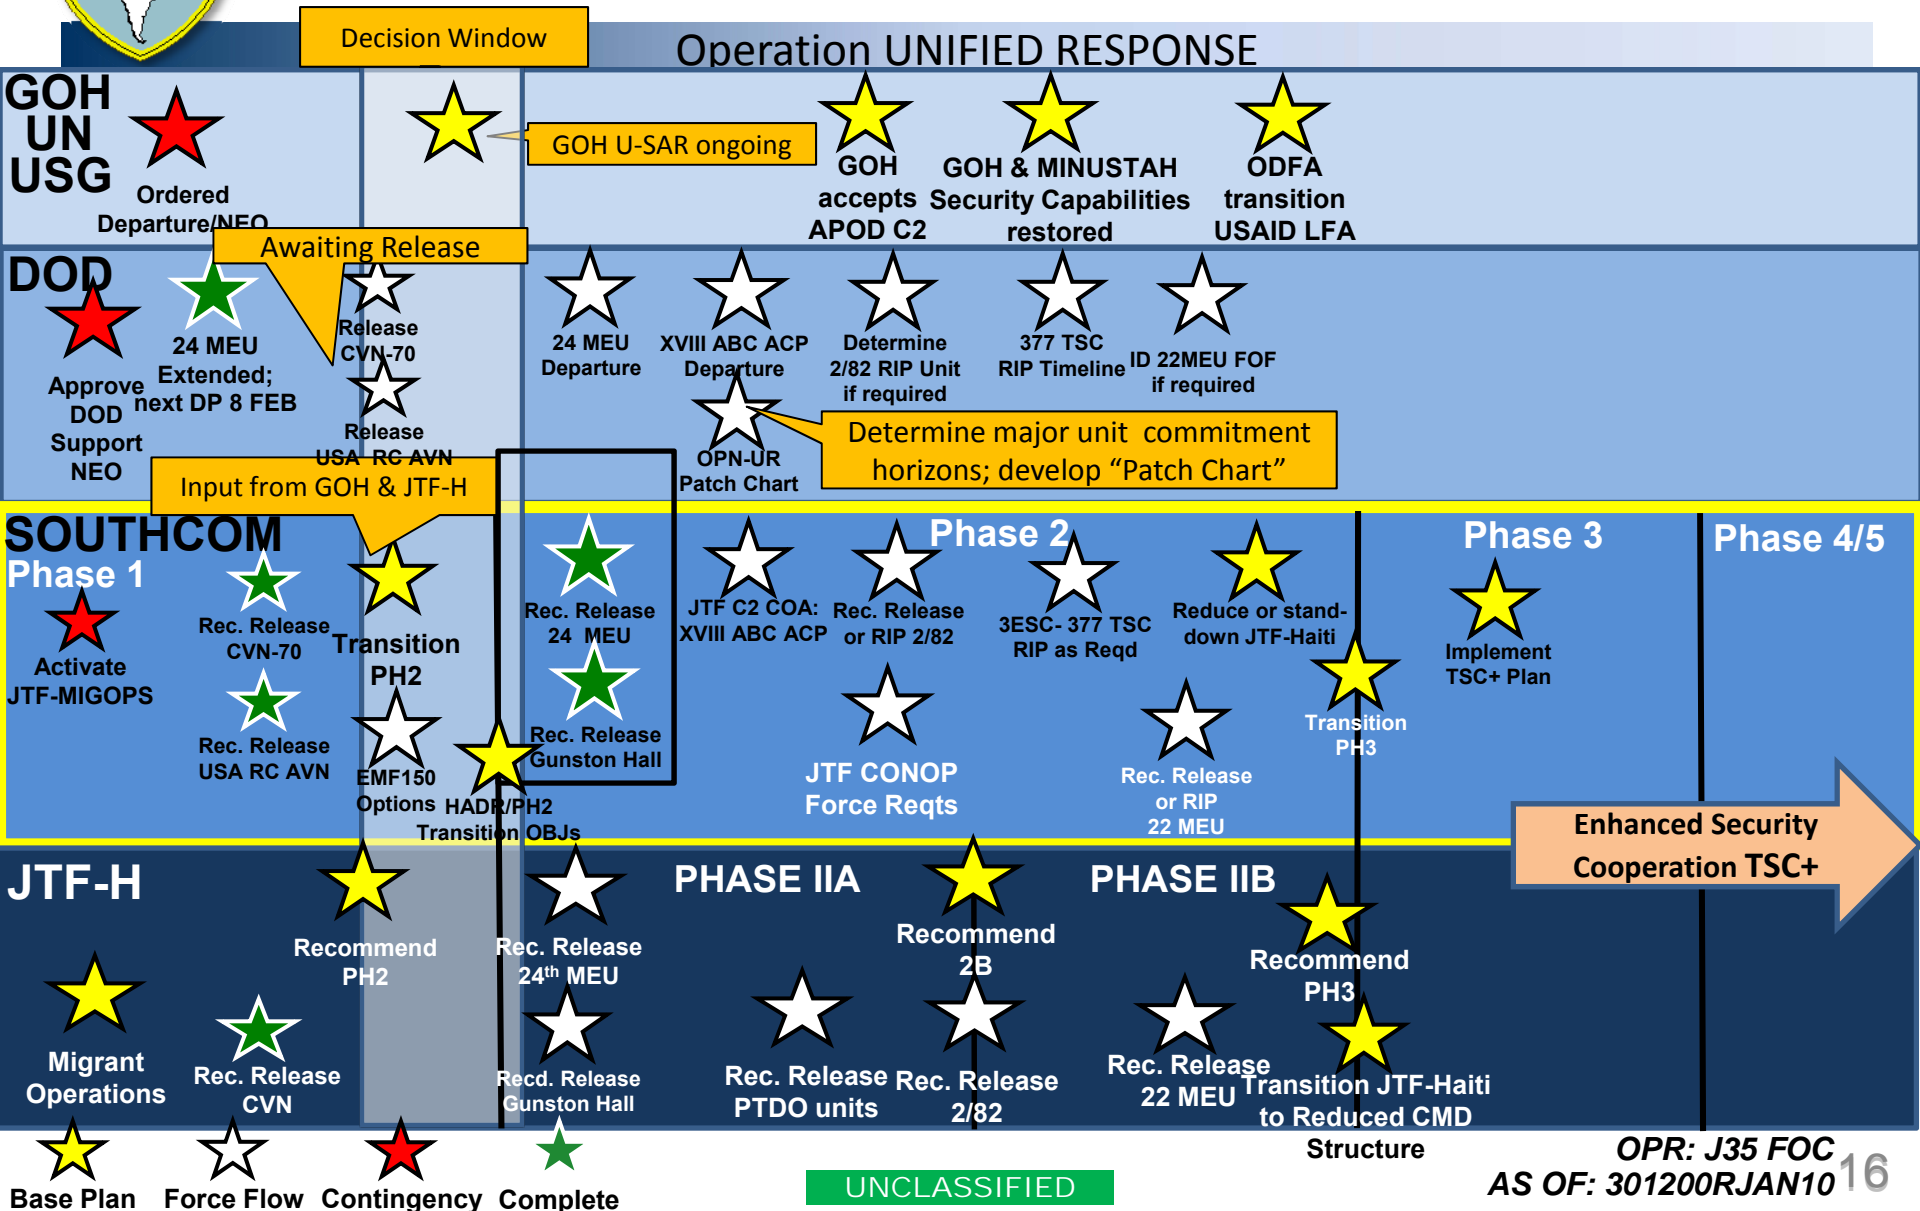 Decision Window
Operation UNIFIED RESPONSE
GOH
UN
USG
Ordered
Departure/NEO
GOH U-SAR ongoing
GOH
accepts
APOD C2
GOH & MINUSTAH
Security Capabilities
restored
ODFA
transition
USAID LFA
Awaiting Release
DOD
Approve
DOD
Support
NEO
24 MEU
Extended;
next DP 8 FEB
Release
CVN-70
Release
USA RC AVN
24 MEU
Departure
XVIII ABC ACP
Departure
OPN-UR
Patch Chart
Determine
2/82 RIP Unit
if required
377 TSC
RIP Timeline
ID 22MEU FOF
if required
Determine major unit commitment
horizons; develop “Patch Chart”
Input from GOH & JTF-H
SOUTHCOM
Phase 1
Phase 2
Phase 3
Phase 4/5
Activate
JTF-MIGOPS
Rec. Release
CVN-70
Rec. Release
USA RC AVN
Transition
PH2
EMF150
Options
HADR/PH2
Transition OBJs
Rec. Release
24 MEU
Rec. Release
Gunston Hall
JTF C2 COA:
XVIII ABC ACP
Rec. Release
or RIP 2/82
JTF CONOP
Force Reqts
3ESC- 377 TSC
RIP as Reqd
Rec. Release
or RIP
22 MEU
Reduce or stand-
down JTF-Haiti
Transition
PH3
Implement
TSC+ Plan
Enhanced Security
Cooperation TSC+
JTF-H
PHASE IIA
PHASE IIB
Migrant
Operations
Rec. Release
CVN
Recommend
PH2
Rec. Release
24th MEU
Recd. Release
Gunston Hall
Rec. Release
PTDO units
Recommend
2B
Rec. Release
2/82
Rec. Release
22 MEU
Recommend
PH3
Transition JTF-Haiti
to Reduced CMD
Structure
Base Plan
Force Flow
Contingency
Complete
UNCLASSIFIED
OPR: J35 FOC
AS OF: 301200RJAN10
16